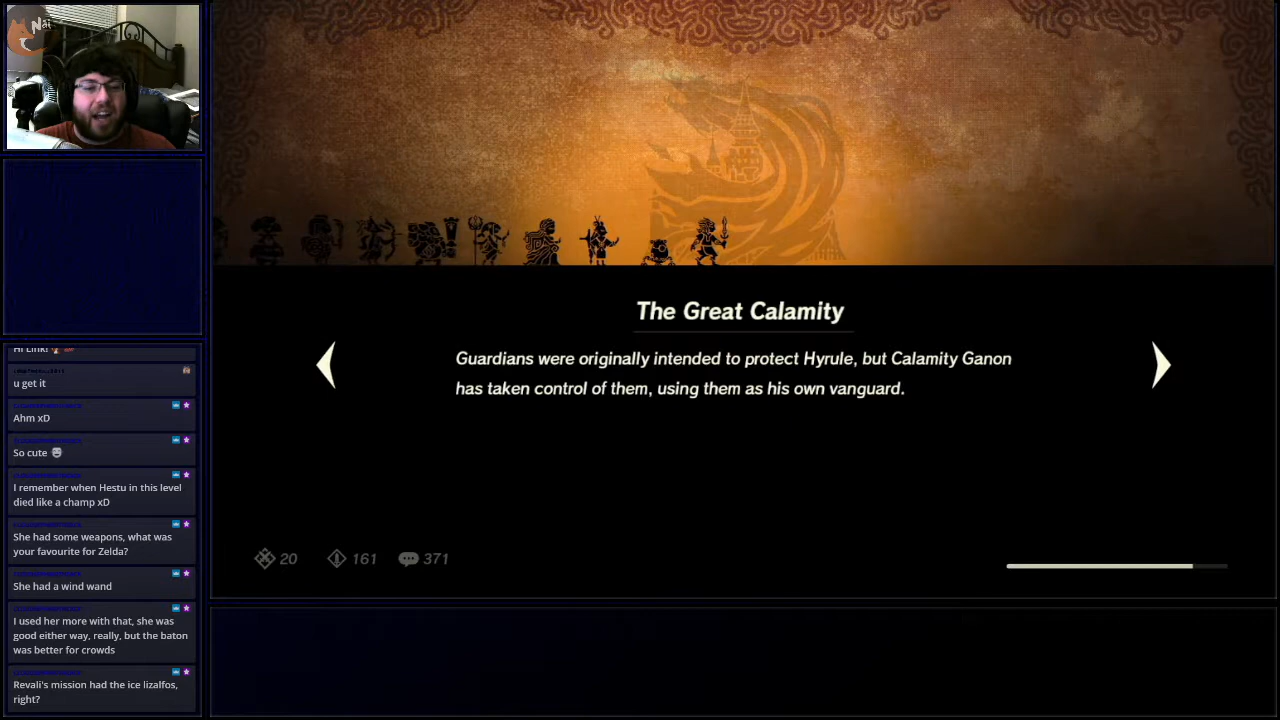 Nai
The Great Calamity
Guardians were originally intended to protect Hyrule, but Calamity Ganon
has taken control of them, using them as his own vanguard.
20
161
371
Hi Link!
u get it
Ahm xD
So cute
I remember when Hestu in this level
died like a champ xD
She had some weapons, what was
your favourite for Zelda?
She had a wind wand
I used her more with that, she was
good either way, really, but the baton
was better for crowds
Revali's mission had the ice lizalfos,
right?